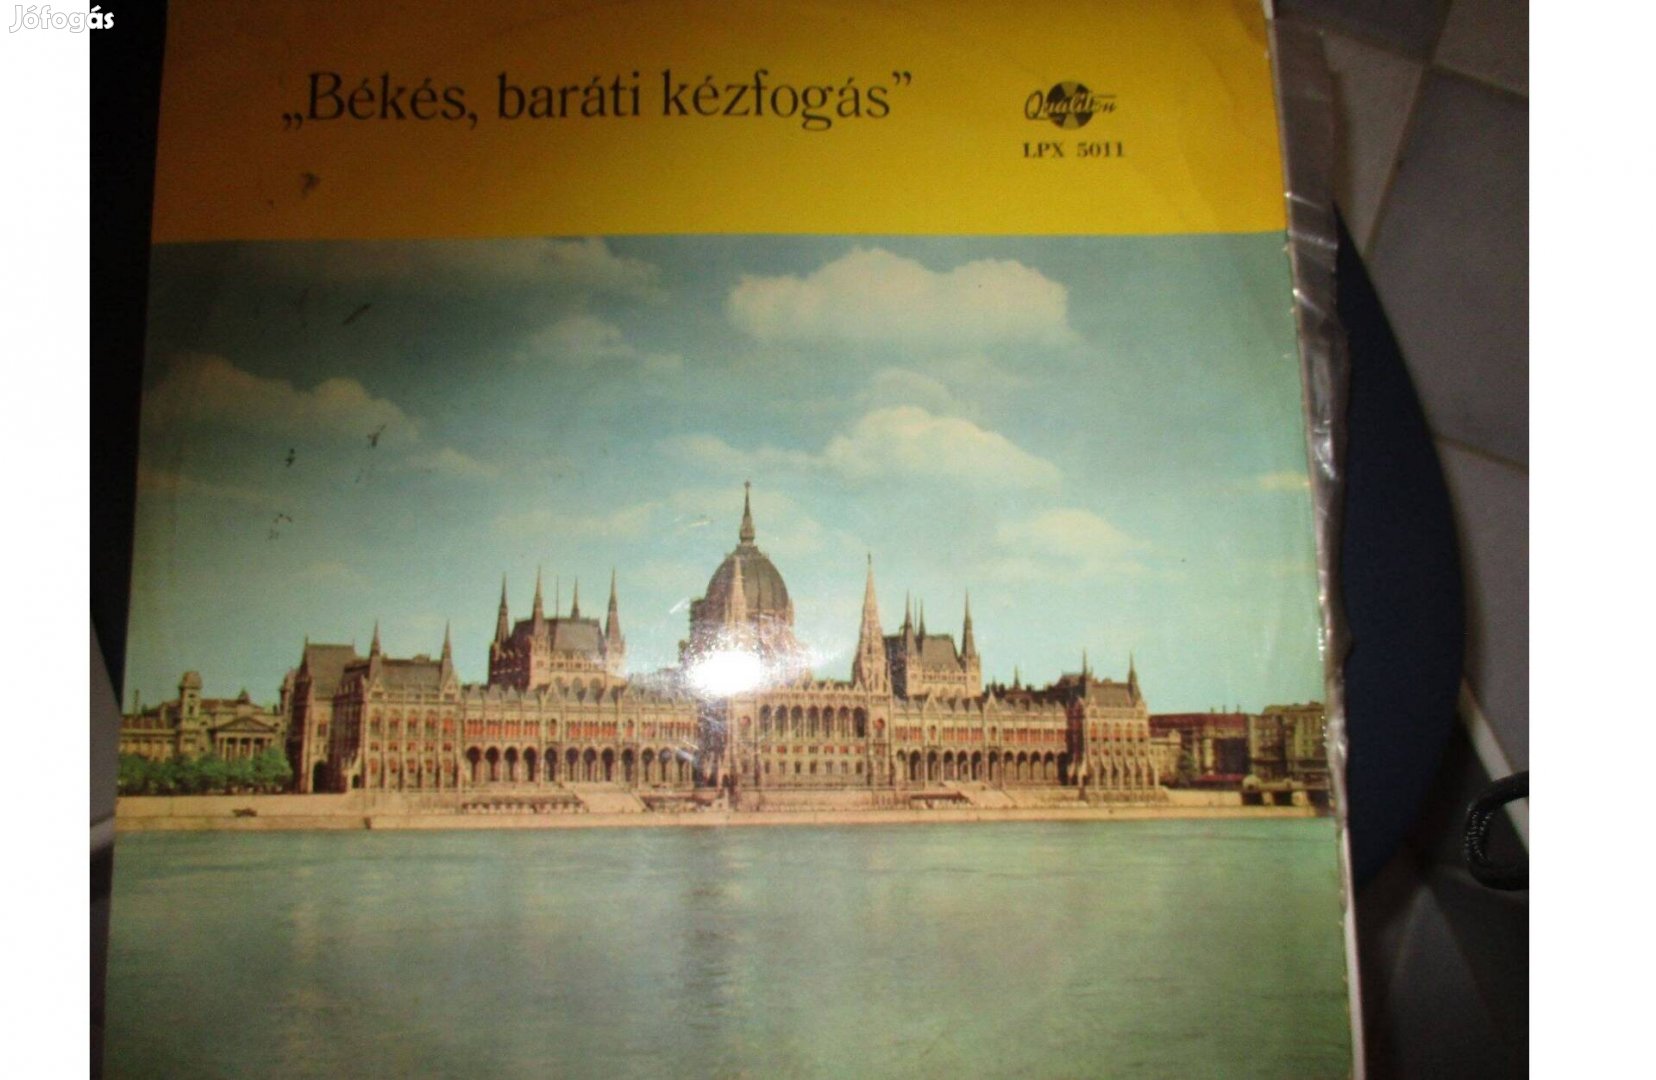 Jófogás
„Békés, baráti kézfogás”
Qualiton
LPX 5011